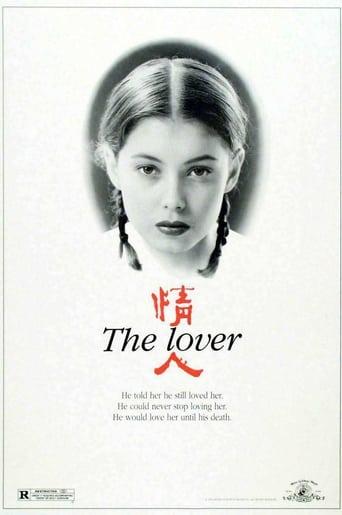 情
The lover
人
He told her he still loved her.
He could never stop loving her.
He would love her until his death.
R RESTRICTED